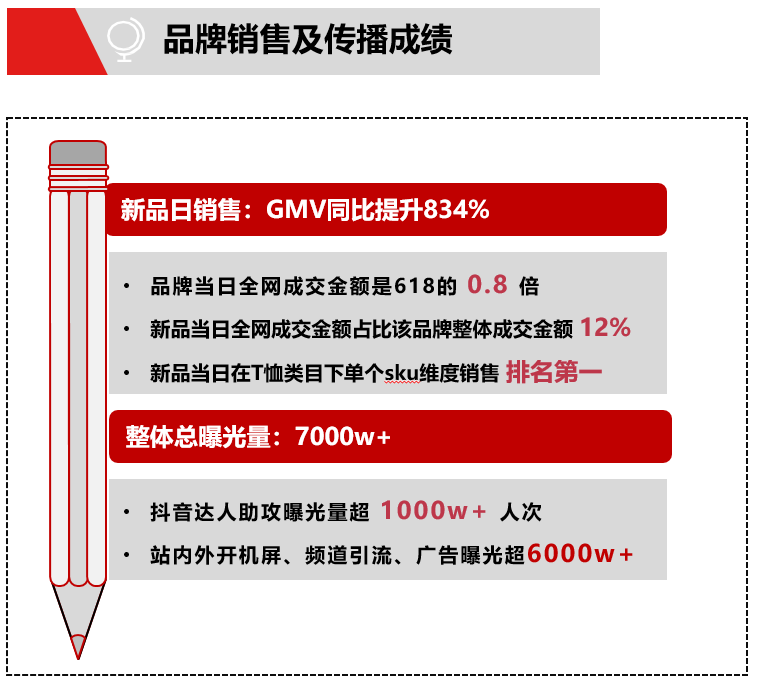 品牌销售及传播成绩
新品日销售：GMV同比提升834%
• 品牌当日全网成交金额是618的 0.8 倍
• 新品当日全网成交金额占比该品牌整体成交金额 12%
• 新品当日在T恤类目下单个sku维度销售 排名第一
整体总曝光量：7000w+
• 抖音达人助攻曝光量超 1000w+ 人次
• 站内外开机屏、频道引流、广告曝光超6000w+